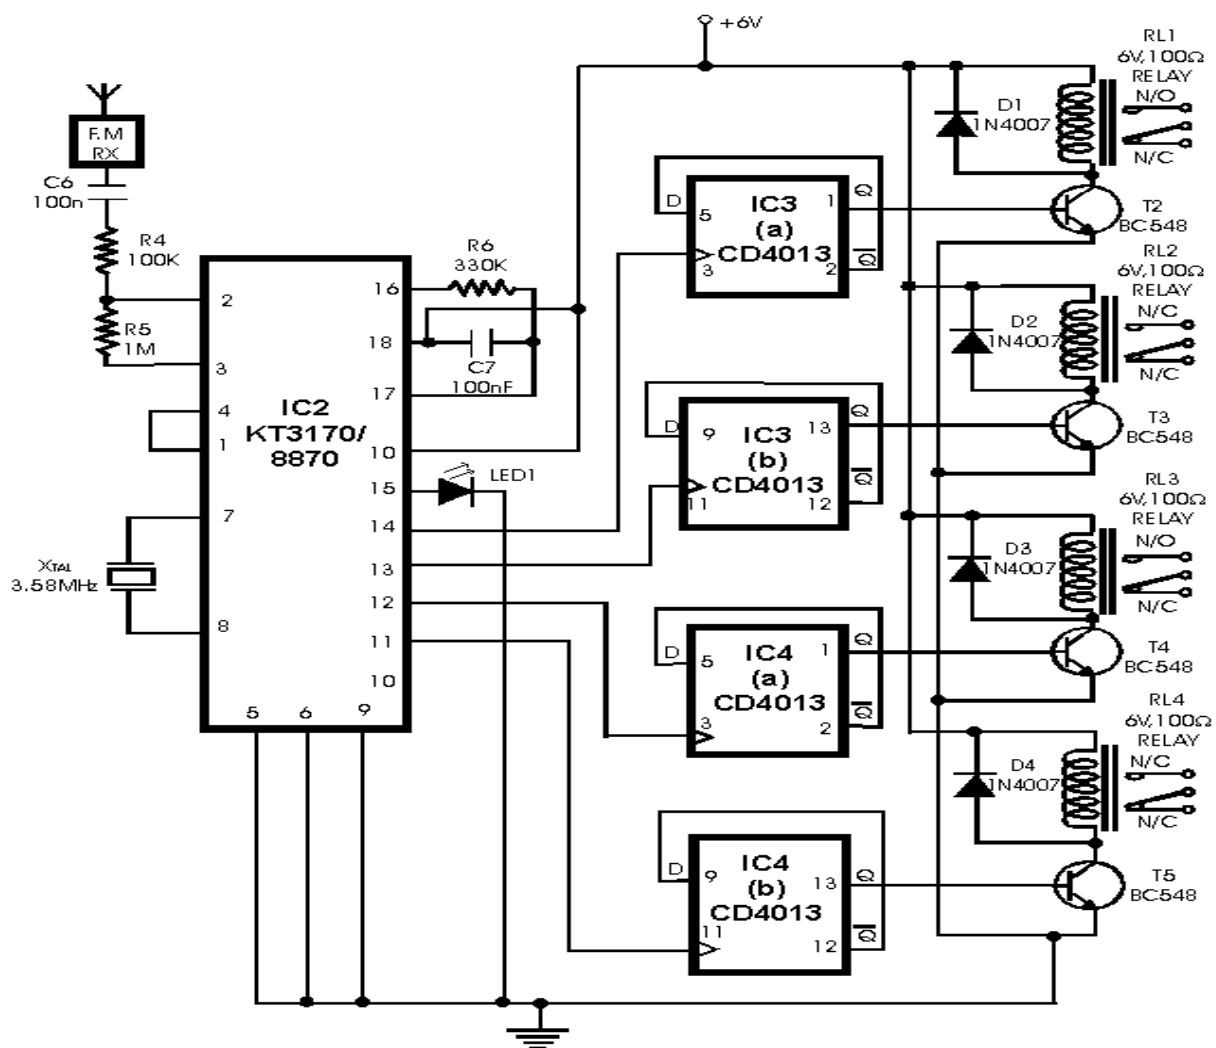 +6V
F.M
RX
C6
100n
R4
100K
R5
1M
XTAL
3.58MHz
2
3
4
1
7
8
IC2
KT3170/
8870
16
18
17
10
15
14
13
12
11
10
5
6
9
R6
330K
C7
100nF
LED1
D
5
3
IC3
(a)
CD4013
1
2
Q
Q̅
D
9
11
IC3
(b)
CD4013
13
12
Q
Q̅
D
5
3
IC4
(a)
CD4013
1
2
Q
Q̅
D
9
11
IC4
(b)
CD4013
13
12
Q
Q̅
D1
1N4007
RL1
6V,100Ω
RELAY
N/O
N/C
T2
BC548
D2
1N4007
RL2
6V,100Ω
RELAY
N/C
N/C
T3
BC548
D3
1N4007
RL3
6V,100Ω
RELAY
N/O
N/C
T4
BC548
D4
1N4007
RL4
6V,100Ω
RELAY
N/C
N/C
T5
BC548